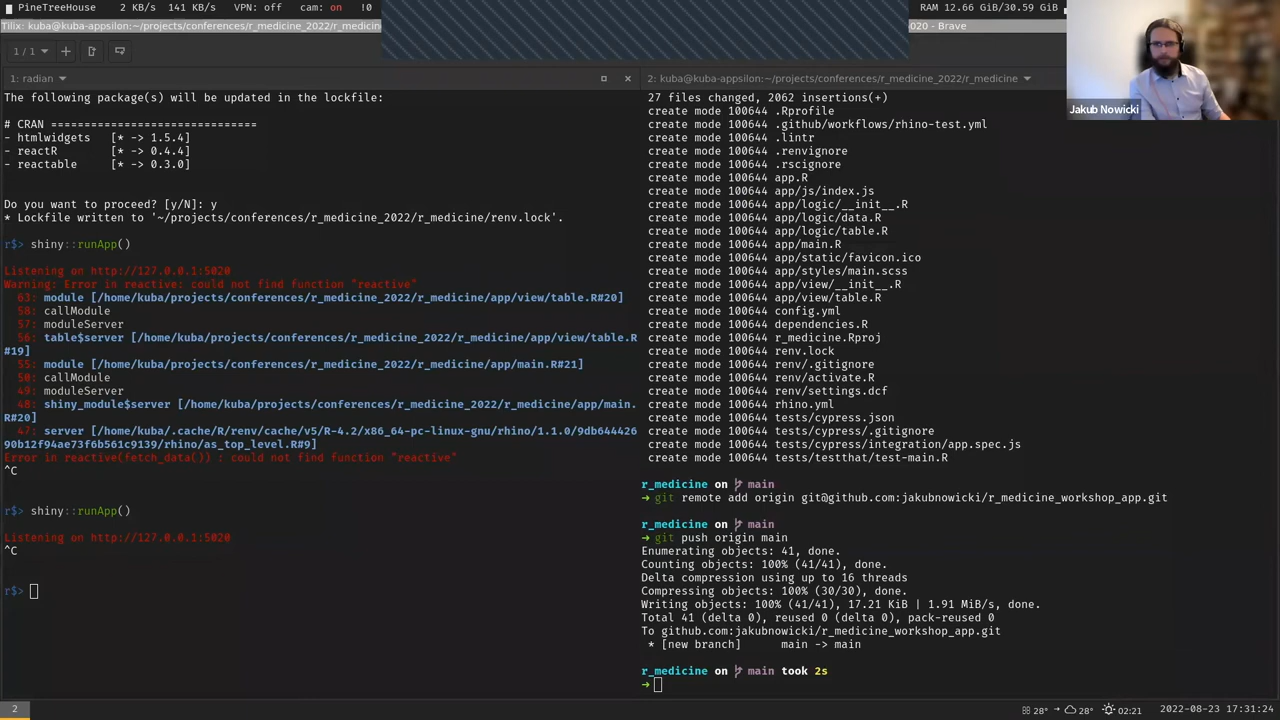 PineTreeHouse 2 KB/s 141 KB/s VPN: off cam: on !0
RAM 12.66 GiB/30.59 GiB
Tilix: kuba@kuba-appsilon:~/projects/conferences/r_medicine_2022/r_medicin
020 - Brave
1 / 1
1: radian
2: kuba@kuba-appsilon:~/projects/conferences/r_medicine_2022/r_medicine
Jakub Nowicki
The following package(s) will be updated in the lockfile:
# CRAN ===============================
- htmlwidgets [* -> 1.5.4]
- reactR [* -> 0.4.4]
- reactable [* -> 0.3.0]
Do you want to proceed? [y/N]: y
* Lockfile written to '~/projects/conferences/r_medicine_2022/r_medicine/renv.lock'.
r$> shiny::runApp()
Listening on http://127.0.0.1:5020
Warning: Error in reactive: could not find function "reactive"
63: module [/home/kuba/projects/conferences/r_medicine_2022/r_medicine/app/view/table.R#20]
58: callModule
57: moduleServer
56: table$server [/home/kuba/projects/conferences/r_medicine_2022/r_medicine/app/view/table.R
#19]
55: module [/home/kuba/projects/conferences/r_medicine_2022/r_medicine/app/main.R#21]
50: callModule
49: moduleServer
48: shiny_module$server [/home/kuba/projects/conferences/r_medicine_2022/r_medicine/app/main.
R#20]
47: server [/home/kuba/.cache/R/renv/cache/v5/R-4.2/x86_64-pc-linux-gnu/rhino/1.1.0/9db644426
90b12f94ae73f6b561c9139/rhino/as_top_level.R#9]
Error in reactive(fetch_data()) : could not find function "reactive"
^C
r$> shiny::runApp()
Listening on http://127.0.0.1:5020
^C
r$>
27 files changed, 2062 insertions(+)
create mode 100644 .Rprofile
create mode 100644 .github/workflows/rhino-test.yml
create mode 100644 .lintr
create mode 100644 .renvignore
create mode 100644 .rscignore
create mode 100644 app.R
create mode 100644 app/js/index.js
create mode 100644 app/logic/__init__.R
create mode 100644 app/logic/data.R
create mode 100644 app/logic/table.R
create mode 100644 app/main.R
create mode 100644 app/static/favicon.ico
create mode 100644 app/styles/main.scss
create mode 100644 app/view/__init__.R
create mode 100644 app/view/table.R
create mode 100644 config.yml
create mode 100644 dependencies.R
create mode 100644 r_medicine.Rproj
create mode 100644 renv.lock
create mode 100644 renv/.gitignore
create mode 100644 renv/activate.R
create mode 100644 renv/settings.dcf
create mode 100644 rhino.yml
create mode 100644 tests/cypress.json
create mode 100644 tests/cypress/.gitignore
create mode 100644 tests/cypress/integration/app.spec.js
create mode 100644 tests/testthat/test-main.R
r_medicine on main
→ git remote add origin git@github.com:jakubnowicki/r_medicine_workshop_app.git
r_medicine on main
→ git push origin main
Enumerating objects: 41, done.
Counting objects: 100% (41/41), done.
Delta compression using up to 16 threads
Compressing objects: 100% (30/30), done.
Writing objects: 100% (41/41), 17.21 KiB | 1.91 MiB/s, done.
Total 41 (delta 0), reused 0 (delta 0), pack-reused 0
To github.com:jakubnowicki/r_medicine_workshop_app.git
* [new branch] main -> main
r_medicine on main took 2s
→
2
28° → 28° 02:21 2022-08-23 17:31:24